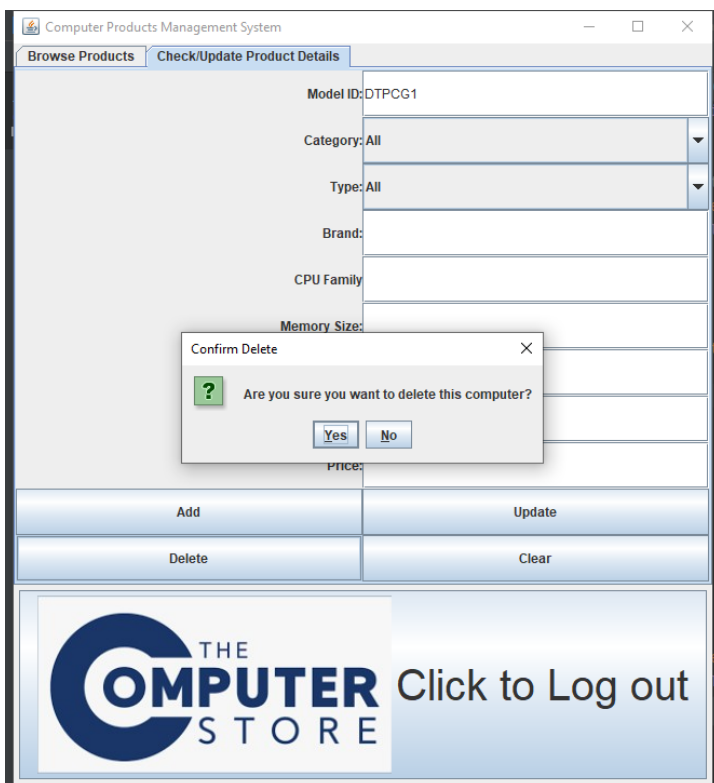 Computer Products Management System
Browse Products Check/Update Product Details
Model ID: DTPCG1
Category: All
Type: All
Brand:
CPU Family
Memory Size:
Confirm Delete
? Are you sure you want to delete this computer?
Yes No
Price:
Add Update
Delete Clear
THE
COMPUTER
STORE
Click to Log out